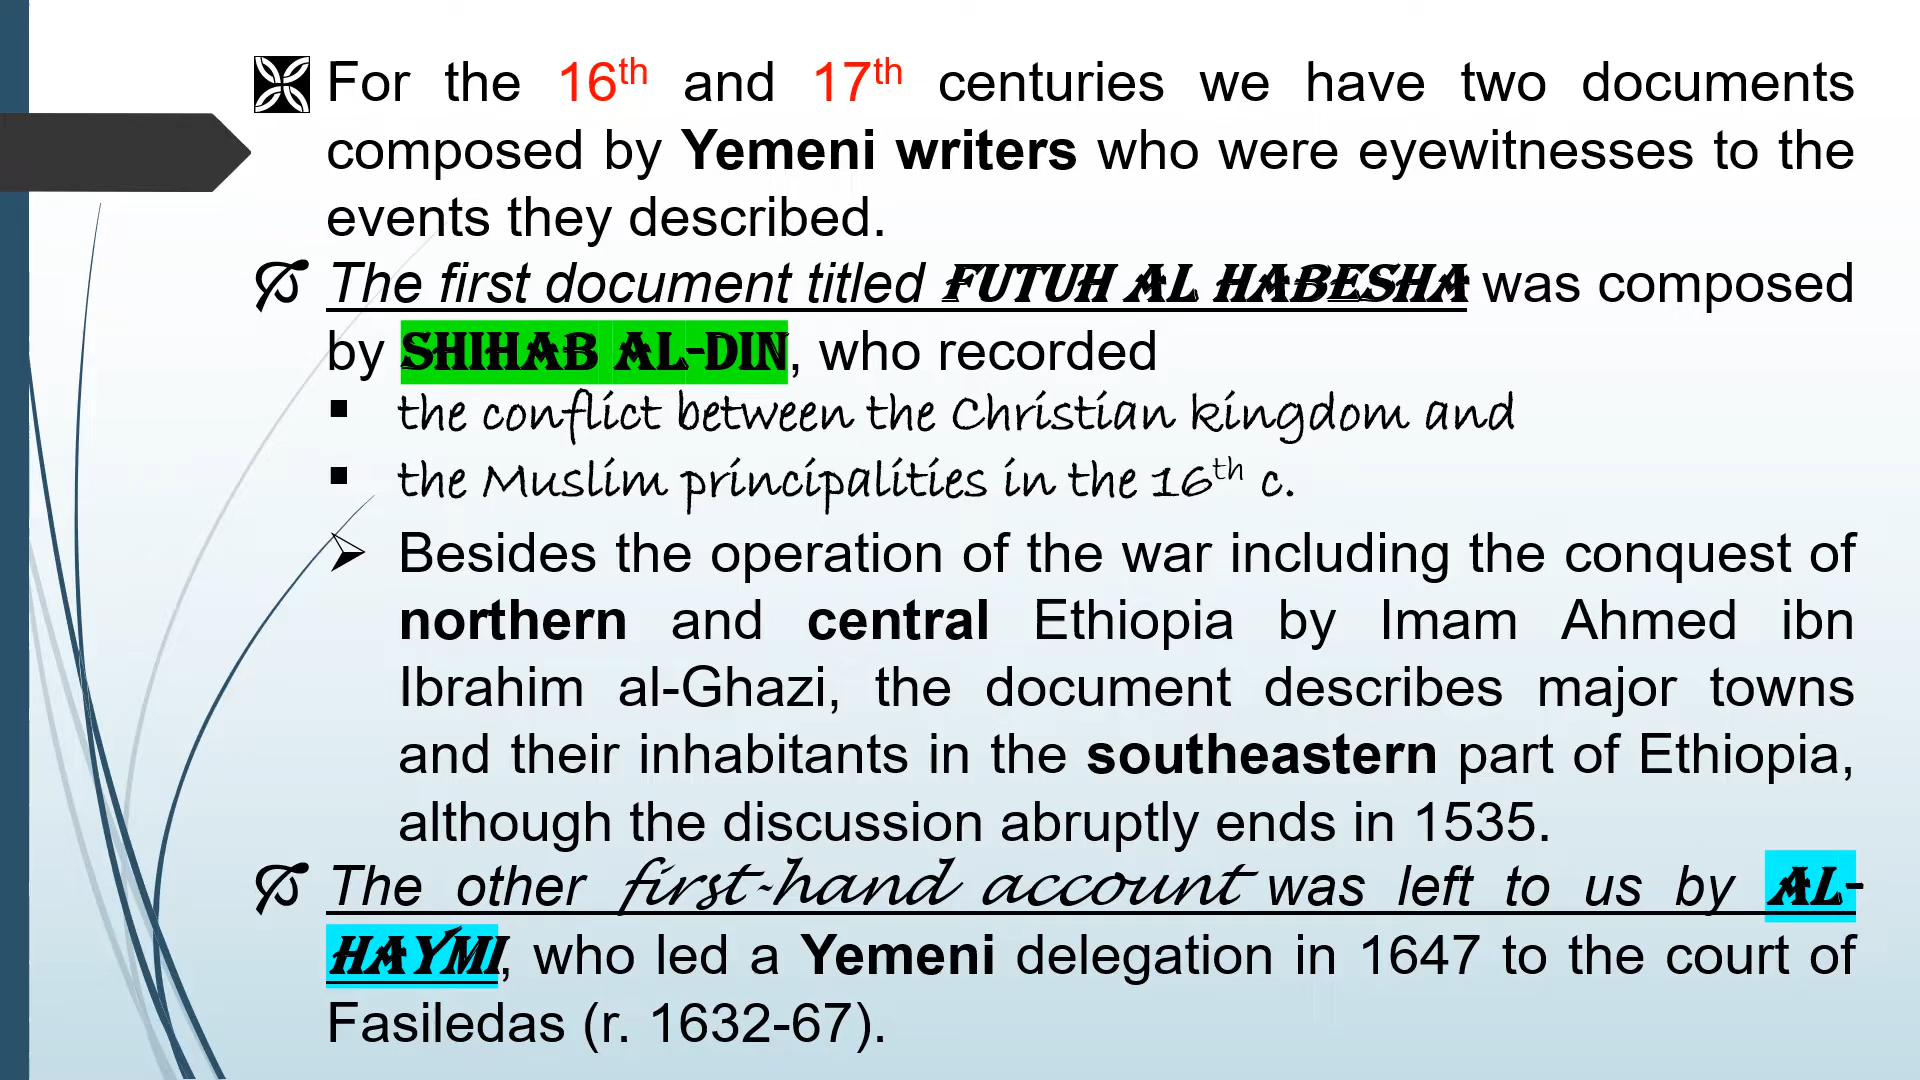 For the 16th and 17th centuries we have two documents
composed by Yemeni writers who were eyewitnesses to the
events they described.
The first document titled FUTUH AL HABESHA was composed
by SHIHAB AL-DIN, who recorded
the conflict between the Christian kingdom and
the Muslim principalities in the 16th c.
Besides the operation of the war including the conquest of
northern and central Ethiopia by Imam Ahmed ibn
Ibrahim al-Ghazi, the document describes major towns
and their inhabitants in the southeastern part of Ethiopia,
although the discussion abruptly ends in 1535.
The other first-hand account was left to us by AL-
HAYMI, who led a Yemeni delegation in 1647 to the court of
Fasiledas (r. 1632-67).